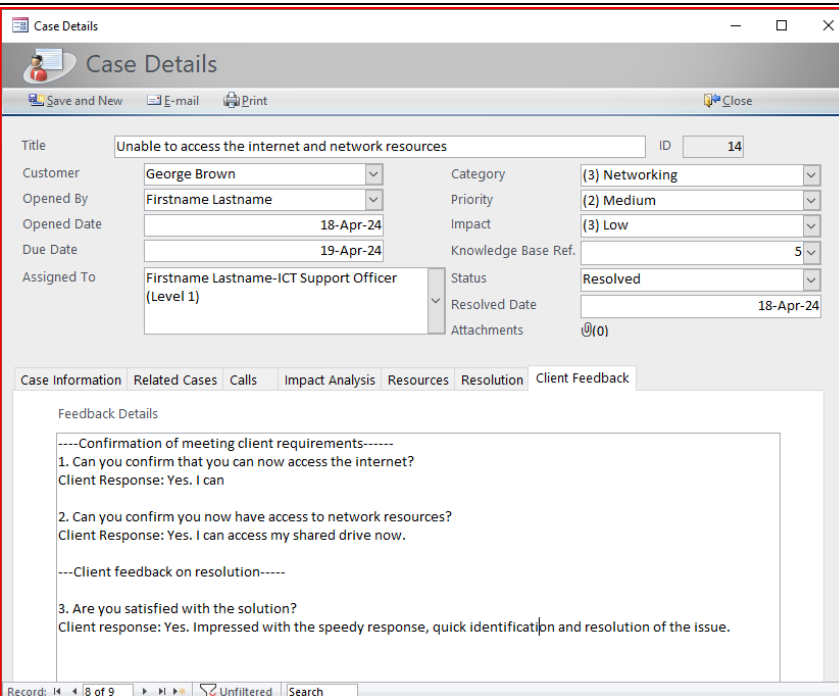 Case Details
Case Details
Save and New E-mail Print Close
Title Unable to access the internet and network resources ID 14
Customer George Brown Category (3) Networking
Opened By Firstname Lastname Priority (2) Medium
Opened Date 18-Apr-24 Impact (3) Low
Due Date 19-Apr-24 Knowledge Base Ref. 5
Assigned To Firstname Lastname-ICT Support Officer Status Resolved
(Level 1) Resolved Date 18-Apr-24
Attachments (0)
Case Information Related Cases Calls Impact Analysis Resources Resolution Client Feedback
Feedback Details
----Confirmation of meeting client requirements------
1. Can you confirm that you can now access the internet?
Client Response: Yes. I can
2. Can you confirm you now have access to network resources?
Client Response: Yes. I can access my shared drive now.
---Client feedback on resolution-----
3. Are you satisfied with the solution?
Client response: Yes. Impressed with the speedy response, quick identification and resolution of the issue.
Record: 8 of 9 Unfiltered Search